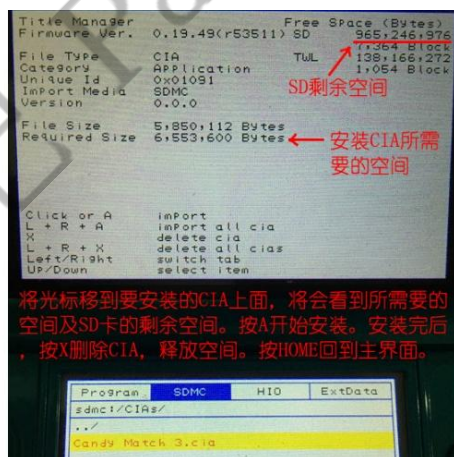 Title Manager Free Space (Bytes)
Firmware Ver. 0.19.49(r53511) SD 965,246,976
7,364 Block
File Type CIA TWL 138,166,272
Category Application 1,054 Block
Unique Id 0x01091
Import Media SDMC
Version 0.0.0
SD剩余空间
File Size 5,850,112 Bytes
Required Size 6,553,600 Bytes
安装CIA所需
要的空间
Click or A import
L + R + A import all cia
X delete cia
L + R + X delete all cias
Left/Right switch tab
Up/Down select item
将光标移到要安装的CIA上面，将会看到所需要的
空间及SD卡的剩余空间。按A开始安装。安装完后
，按X删除CIA，释放空间。按HOME回到主界面。
Program SDMC HIO ExtData
sdmc:/CIAs/
../
Candy Match 3.cia